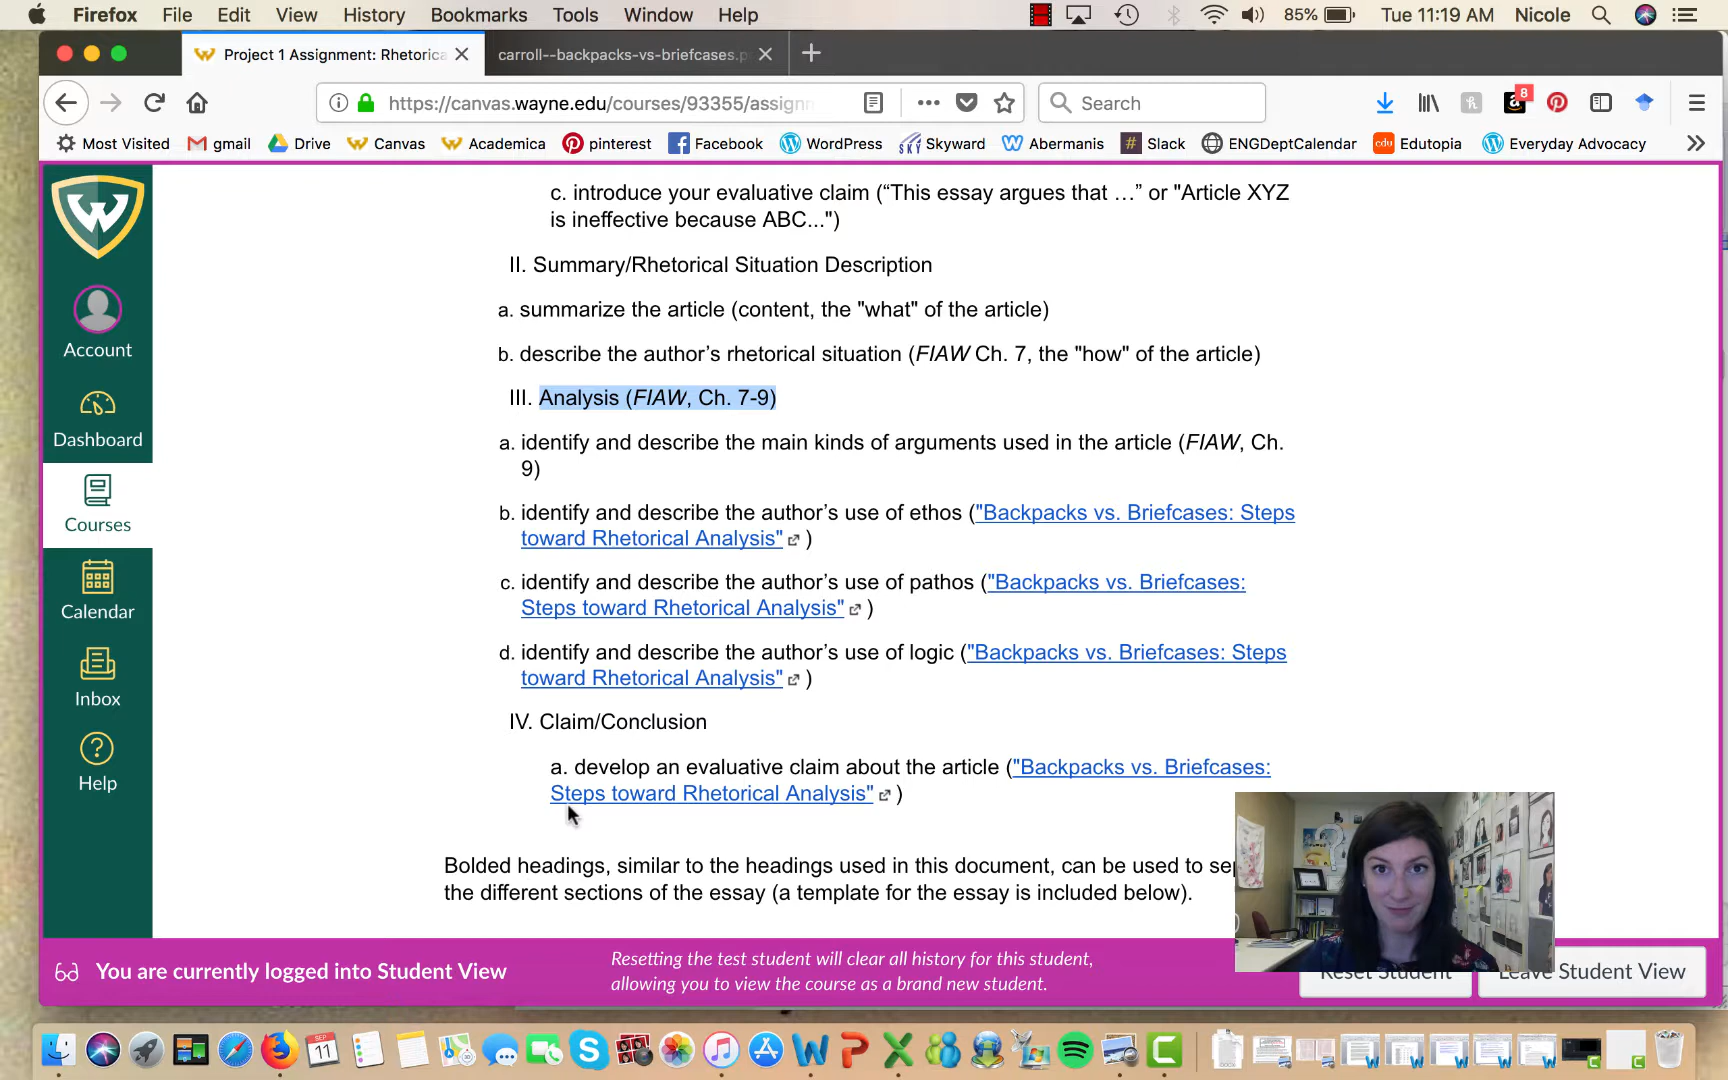 Firefox File Edit View History Bookmarks Tools Window Help 85% Tue 11:19 AM Nicole
Project 1 Assignment: Rhetorica carroll--backpacks-vs-briefcases.p
https://canvas.wayne.edu/courses/93355/assignm Search 8
Most Visited gmail Drive Canvas Academica pinterest Facebook WordPress Skyward Abermanis Slack ENGDeptCalendar Edutopia Everyday Advocacy
Account
Dashboard
Courses
Calendar
Inbox
Help
c. introduce your evaluative claim (“This essay argues that …” or "Article XYZ
is ineffective because ABC...")
II. Summary/Rhetorical Situation Description
a. summarize the article (content, the "what" of the article)
b. describe the author’s rhetorical situation (FIAW Ch. 7, the "how" of the article)
III. Analysis (FIAW, Ch. 7-9)
a. identify and describe the main kinds of arguments used in the article (FIAW, Ch.
9)
b. identify and describe the author’s use of ethos ("Backpacks vs. Briefcases: Steps
toward Rhetorical Analysis" )
c. identify and describe the author’s use of pathos ("Backpacks vs. Briefcases:
Steps toward Rhetorical Analysis" )
d. identify and describe the author’s use of logic ("Backpacks vs. Briefcases: Steps
toward Rhetorical Analysis" )
IV. Claim/Conclusion
a. develop an evaluative claim about the article ("Backpacks vs. Briefcases:
Steps toward Rhetorical Analysis" )
Bolded headings, similar to the headings used in this document, can be used to se
the different sections of the essay (a template for the essay is included below).
You are currently logged into Student View
Resetting the test student will clear all history for this student,
allowing you to view the course as a brand new student.
Reset Student Leave Student View